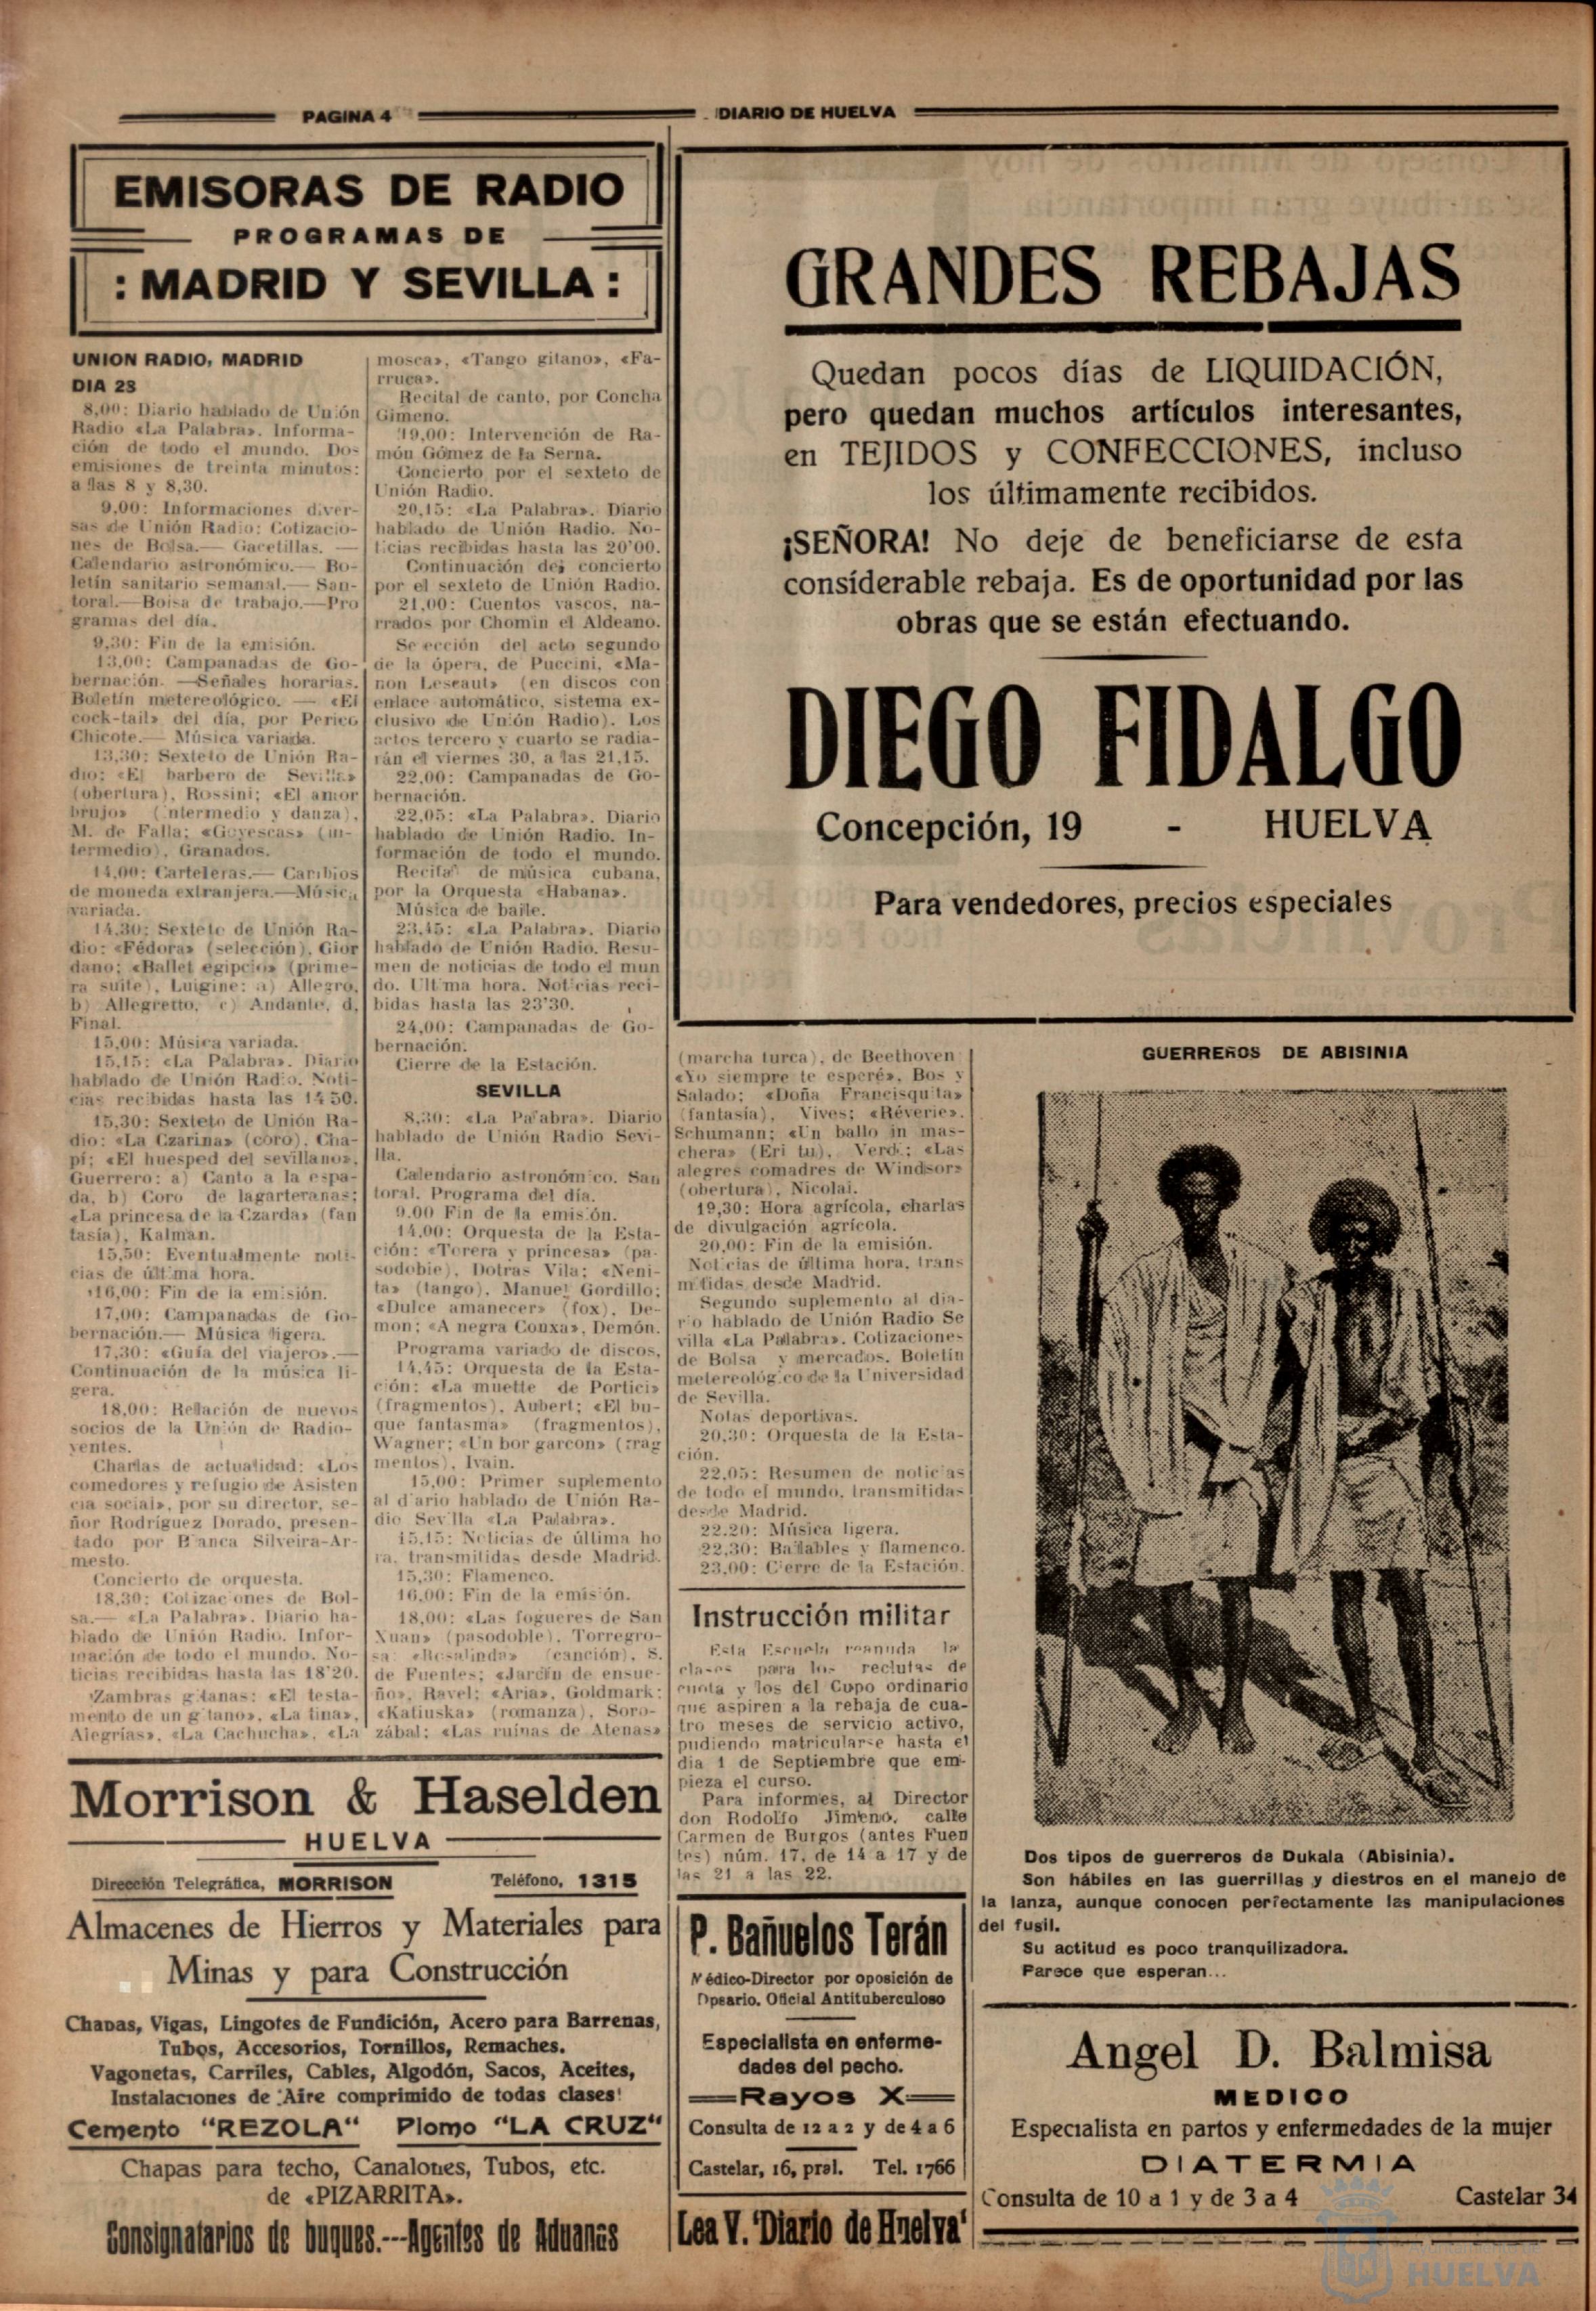 PAGINA 4
DIARIO DE HUELVA
EMISORAS DE RADIO
PROGRAMAS DE
: MADRID Y SEVILLA :
UNION RADIO, MADRID
DIA 23
8,00: Diario hablado de Unión
Radio «La Palabra». Informa-
ción de todo el mundo. Do-
emisiones de treinta minutos:
a las 8 y 8,30.
9,00: Informaciones diver-
sas de Unión Radio: Cotizacio-
nes de Bolsa.— Gacetillas. —
Calendario astronómico.— Bo-
letín sanitario semanal.— San-
toral.—Bolsa de trabajo.—Pro
gramas del día.
9,30: Fin de la emisión.
13,00: Campanadas de Go-
bernación. —Señales horarias.
Boletín metereológico. — «El
cock-tail» del día, por Perico
Chicote.— Música variada.
13,30: Sexteto de Unión Ra-
dio: «El barbero de Sevilla»
(obertura), Rossini; «El amor
brujo» (intermedio y danza),
M. de Falla; «Goyescas» (in-
termedio), Granados.
14,00: Carteleras.— Cambios
de moneda extranjera.—Música
variada.
14,30: Sexteto de Unión Ra-
dio: «Fédora» (selección), Gior
dano; «Ballet egipcio» (prime-
ra suite), Luigine: a) Allegro,
b) Allegretto, c) Andante, d,
Final.
15,00: Música variada.
15,15: «La Palabra». Diario
hablado de Unión Radio. Noti-
cias recibidas hasta las 14 50.
15,30: Sexteto de Unión Ra-
dio: «La Czarina» (coro), Cha-
pí; «El huesped del sevillano»,
Guerrero: a) Canto a la espa-
da, b) Coro de lagarteranas;
«La princesa de la Czarda» (fan
tasía), Kalman.
15,50: Eventualmente noti-
cias de última hora.
16,00: Fin de la emisión.
17,00: Campanadas de Go-
bernación.— Música ligera.
17,30: «Guía del viajero».—
Continuación de la música li-
gera.
18,00: Relación de nuevos
socios de la Unión de Radio-
yentes.
Charlas de actualidad: «Los
comedores y refugio de Asisten
cia social», por su director, se-
ñor Rodríguez Dorado, presen-
tado por Blanca Silveira-Ar-
mesto.
Concierto de orquesta.
18,30: Cotizaciones de Bol-
sa.— «La Palabra». Diario ha-
blado de Unión Radio. Infor-
mación de todo el mundo. No-
ticias recibidas hasta las 18'20.
Zambras gitanas: «El testa-
mento de un gitano», «La tina»,
Alegrías», «La Cachucha», «La
mosca», «Tango gitano», «Fa-
rruca».
Recital de canto, por Concha
Gimeno.
19,00: Intervención de Ra-
món Gómez de la Serna.
Concierto por el sexteto de
Unión Radio.
20,15: «La Palabra». Diario
hablado de Unión Radio. No-
ticias recibidas hasta las 20'00.
Continuación del concierto
por el sexteto de Unión Radio.
21,00: Cuentos vascos, na-
rrados por Chomin el Aldeano.
Se ección del acto segundo
de la ópera, de Puccini, «Ma-
non Lescaut» (en discos con
enlace automático, sistema ex-
clusivo de Unión Radio). Los
actos tercero y cuarto se radia-
rán el viernes 30, a las 21,15.
22,00: Campanadas de Go-
bernación.
22,05: «La Palabra». Diario
hablado de Unión Radio. In-
formación de todo el mundo.
Recital de música cubana,
por la Orquesta «Habana».
Música de baile.
23,45: «La Palabra». Diario
hablado de Unión Radio. Resu-
men de noticias de todo el mun
do. Ultima hora. Noticias reci-
bidas hasta las 23'30.
24,00: Campanadas de Go-
bernación.
Cierre de la Estación.
SEVILLA
8,30: «La Palabra». Diario
hablado de Unión Radio Sevi-
lla.
Calendario astronómico. San
toral. Programa del día.
9.00 Fin de la emisión.
14,00: Orquesta de la Esta-
ción: «Torera y princesa» (pa-
sodobie), Dotras Vila; «Neni-
ta» (tango). Manuel Gordillo;
«Dulce amanecer» (fox). De-
mon; «A negra Conxa», Demón.
Programa variado de discos,
14,45: Orquesta de la Esta-
ción: «La muette de Portici»
(fragmentos), Aubert; «El bu-
que fantasma» (fragmentos),
Wagner; «Un bor garcon» (frag
mentos), Ivain.
15,00: Primer suplemento
al diario hablado de Unión Ra-
dio Sevilla «La Palabra».
15,15: Noticias de última ho
ra, transmitidas desde Madrid.
15,30: Flamenco.
16,00: Fin de la emisión.
18,00: «Las fogueres de San
Xuan» (pasodoble), Torregro-
sa: «Rosalinda» (canción), S.
de Fuentes; «Jardín de ensue-
ño», Ravel; «Aria», Goldmark;
«Katiuska» (romanza), Soro-
zábal; «Las ruinas de Atenas»
(marcha turca), de Beethoven
«Yo siempre te esperé», Bos y
Salado; «Doña Francisquita»
(fantasia), Vives; «Réverie».
Schumann; «Un ballo in mas-
chera» (Eri tu), Verdi; «Las
alegres comadres de Windsor»
(obertura), Nicolai.
19,30: Hora agrícola, charlas
de divulgación agrícola.
20,00: Fin de la emisión.
Noticias de última hora, trans
mitidas desde Madrid.
Segundo suplemento al dia-
rio hablado de Unión Radio Se
villa «La Palabra». Cotizaciones
de Bolsa y mercados. Boletín
metereológico de la Universidad
de Sevilla.
Notas deportivas.
20,30: Orquesta de la Esta-
ción.
22,05: Resumen de noticias
de todo el mundo, transmitidas
desde Madrid.
22.20: Música ligera.
22,30: Bailables y flamenco.
23,00: Cierre de la Estación.
Instrucción militar
Esta Escuela reanuda la
clases para los reclutas de
cuota y los del Cupo ordinario
que aspiren a la rebaja de cua-
tro meses de servicio activo,
pudiendo matricularse hasta el
dia 1 de Septiembre que em-
pieza el curso.
Para informes, al Director
don Rodolfo Jimeno, calle
Carmen de Burgos (antes Fuen
tes) núm. 17, de 14 a 17 y de
las 21 a las 22.
GRANDES REBAJAS
Quedan pocos días de LIQUIDACIÓN,
pero quedan muchos artículos interesantes,
en TEJIDOS y CONFECCIONES, incluso
los últimamente recibidos.
¡SEÑORA! No deje de beneficiarse de esta
considerable rebaja. Es de oportunidad por las
obras que se están efectuando.
DIEGO FIDALGO
Concepción, 19 - HUELVA
Para vendedores, precios especiales
GUERREROS DE ABISINIA
Dos tipos de guerreros de Dukala (Abisinia).
Son hábiles en las guerrillas y diestros en el manejo de
la lanza, aunque conocen perfectamente las manipulaciones
del fusil.
Su actitud es poco tranquilizadora.
Parece que esperan...
Morrison & Haselden
HUELVA
Dirección Telegráfica, MORRISON Teléfono, 1315
Almacenes de Hierros y Materiales para
Minas y para Construcción
Chapas, Vigas, Lingotes de Fundición, Acero para Barrenas,
Tubos, Accesorios, Tornillos, Remaches.
Vagonetas, Carriles, Cables, Algodón, Sacos, Aceites,
Instalaciones de Aire comprimido de todas clases!
Cemento "REZOLA" Plomo "LA CRUZ"
Chapas para techo, Canalones, Tubos, etc.
de «PIZARRITA».
Consignatarios de buques.---Agentes de Aduanas
P. Bañuelos Terán
Médico-Director por oposición de
Dpsario. Oficial Antituberculoso
Especialista en enferme-
dades del pecho.
Rayos X
Consulta de 12 a 2 y de 4 a 6
Castelar, 16, pral. Tel. 1766
Lea V. 'Diario de Huelva'
Angel D. Balmisa
MEDICO
Especialista en partos y enfermedades de la mujer
DIATERMIA
Consulta de 10 a 1 y de 3 a 4 Castelar 34
HUELVA